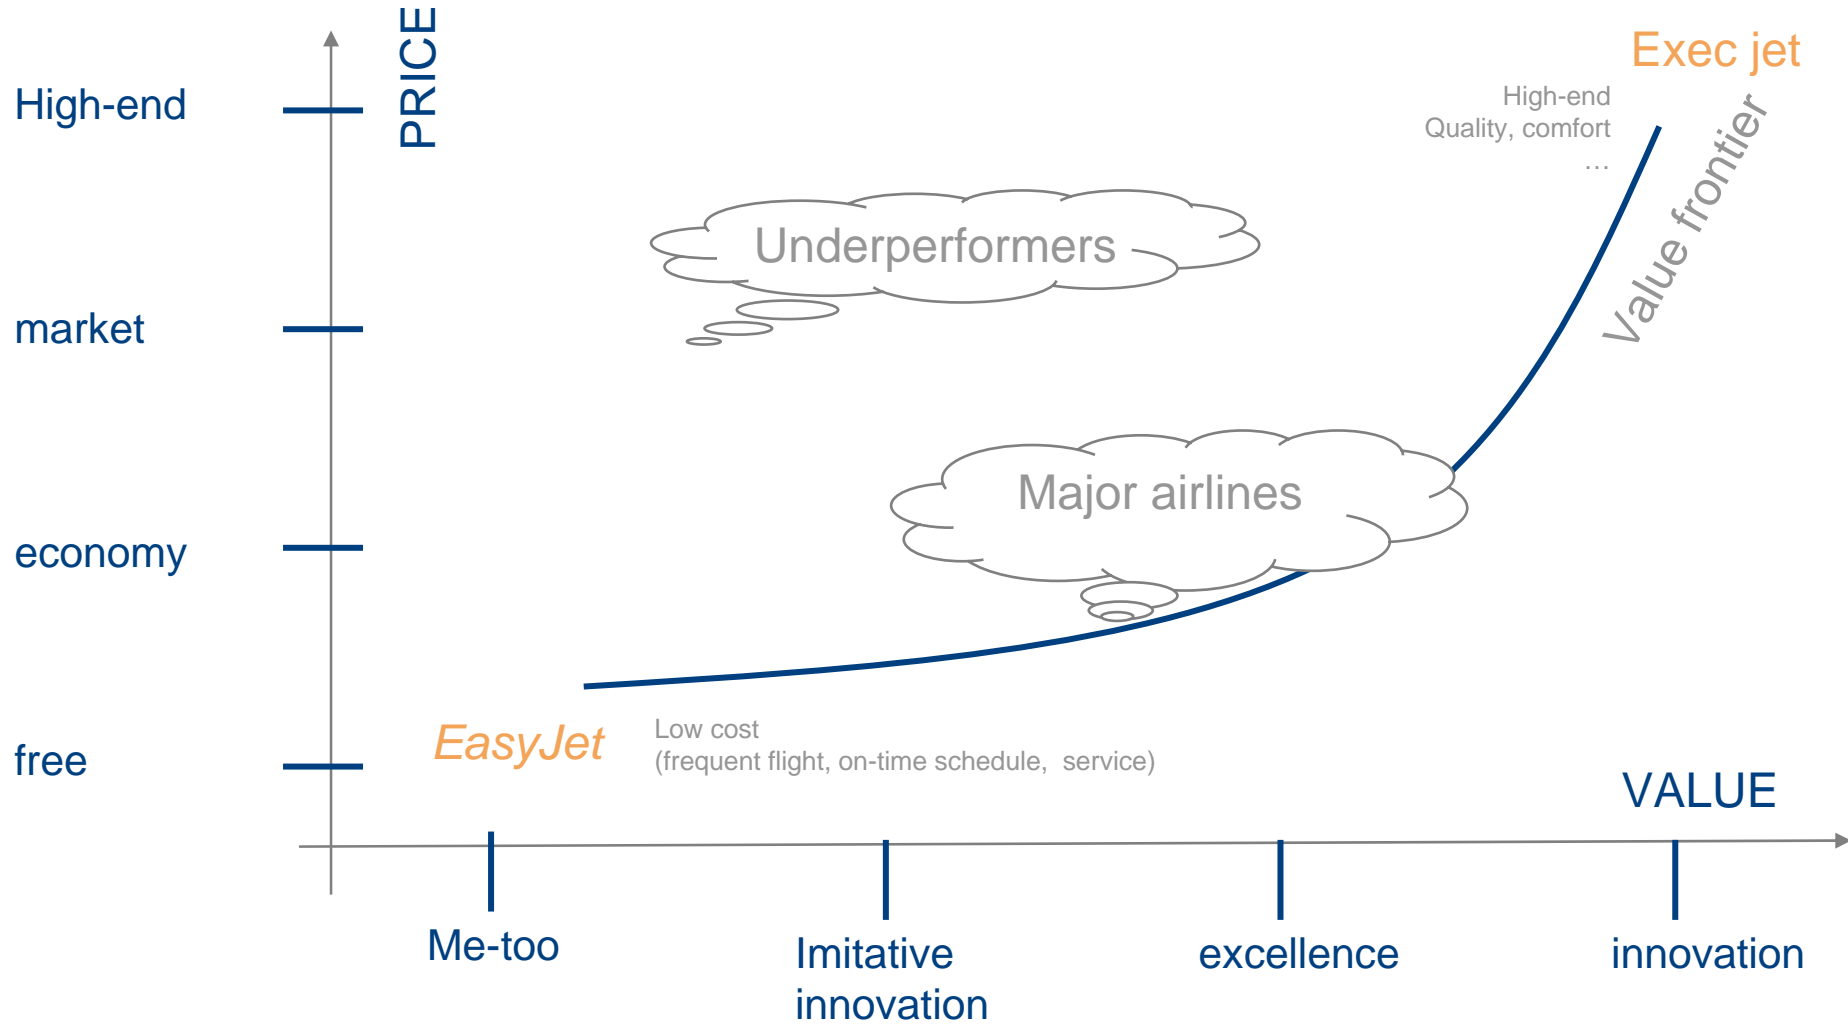 PRICE
Exec jet
High-end
High-end
Quality, comfort
…
Value frontier
Underperformers
market
Major airlines
economy
EasyJet
Low cost
(frequent flight, on-time schedule, service)
free
VALUE
Me-too
Imitative
innovation
excellence
innovation